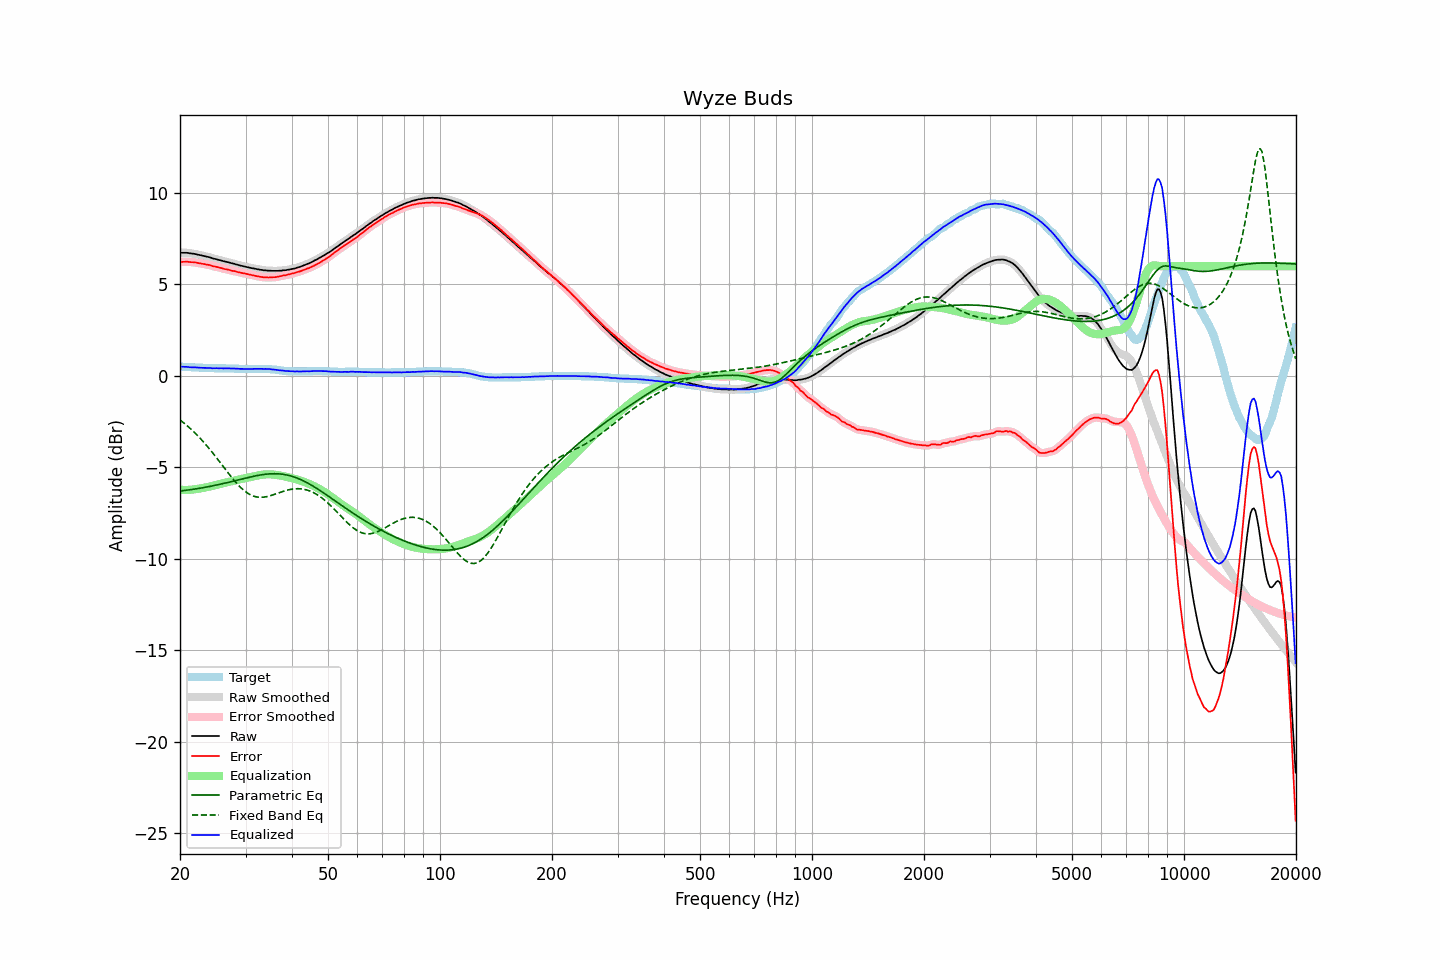 Wyze Buds
Amplitude (dBr)
10
5
0
−5
−10
−15
−20
−25
Target
Raw Smoothed
Error Smoothed
Raw
Error
Equalization
Parametric Eq
Fixed Band Eq
Equalized
20 50 100 200 500 1000 2000 5000 10000 20000
Frequency (Hz)